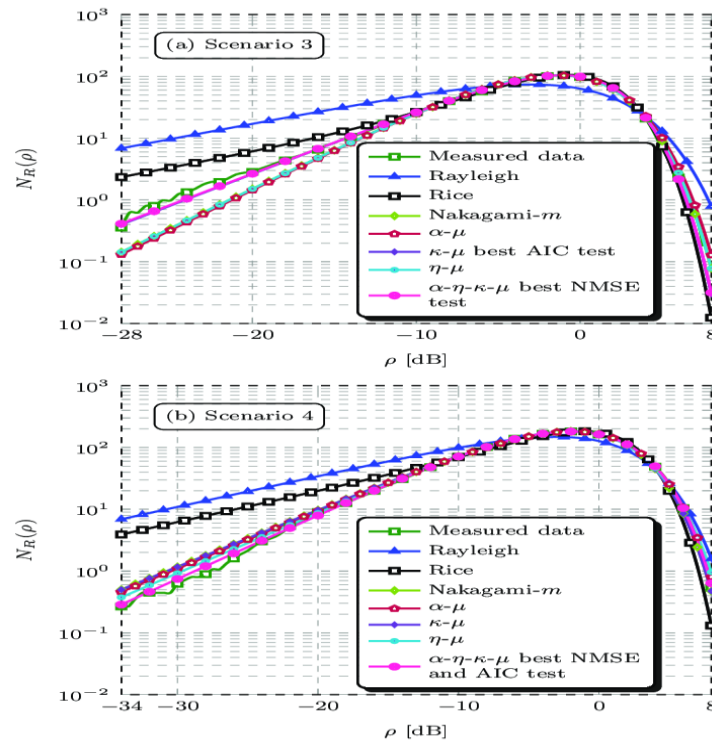 10^3
(a) Scenario 3
10^2
10^1
10^0
10^−1
10^−2
N_R(ρ)
Measured data
Rayleigh
Rice
Nakagami-m
α-μ
κ-μ best AIC test
η-μ
α-η-κ-μ best NMSE
test
−28
−20
−10
0
8
ρ [dB]
10^3
(b) Scenario 4
10^2
10^1
10^0
10^−1
10^−2
N_R(ρ)
Measured data
Rayleigh
Rice
Nakagami-m
α-μ
κ-μ
η-μ
α-η-κ-μ best NMSE
and AIC test
−34
−30
−20
−10
0
8
ρ [dB]